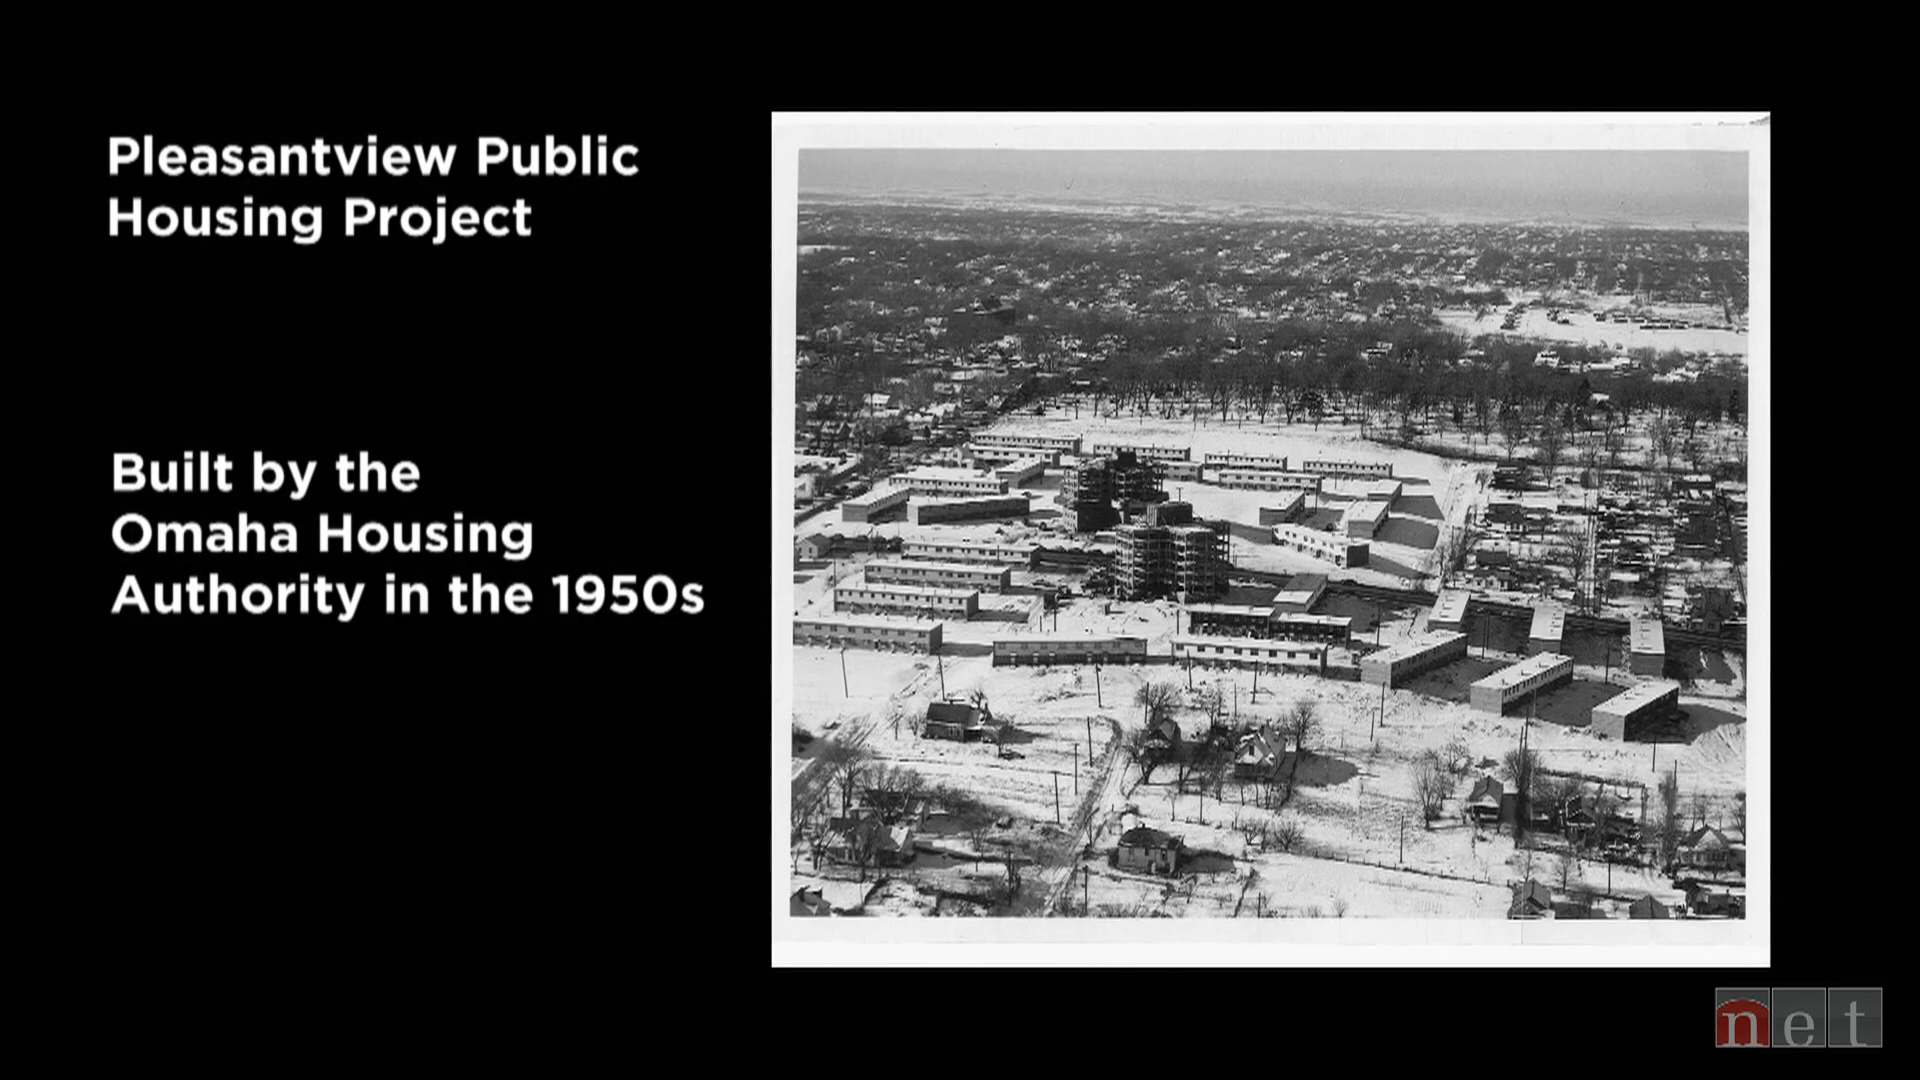 Pleasantview Public
Housing Project
Built by the
Omaha Housing
Authority in the 1950s
net